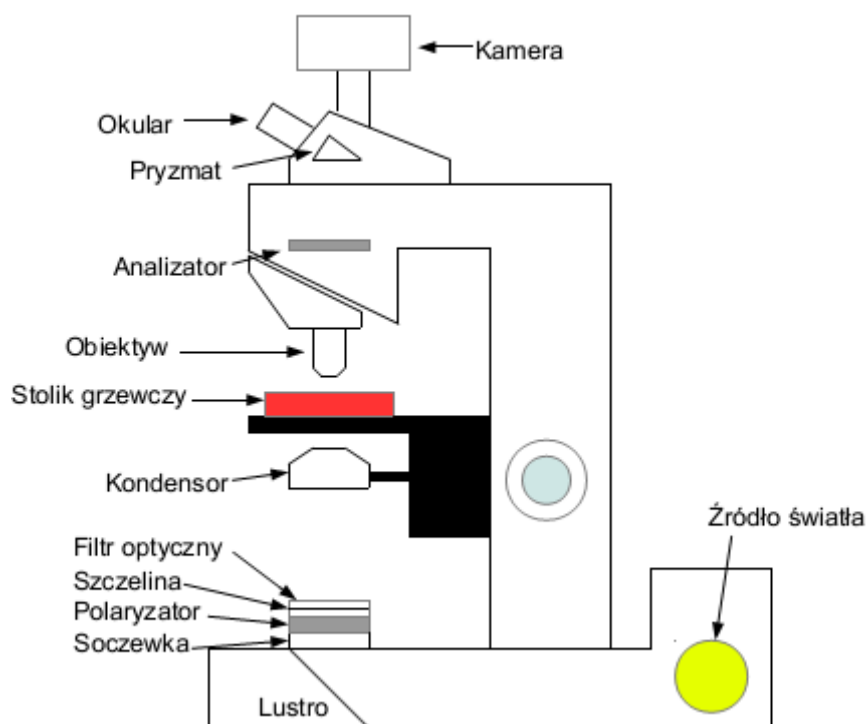 Kamera
Okular
Pryzmat
Analizator
Obiektyw
Stolik grzewczy
Kondensor
Źródło światła
Filtr optyczny
Szczelina
Polaryzator
Soczewka
Lustro